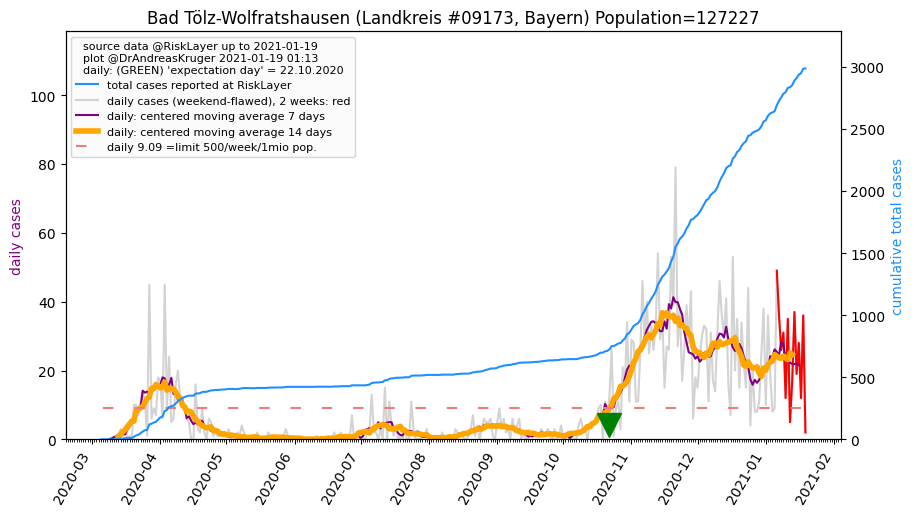 Bad Tölz-Wolfratshausen (Landkreis #09173, Bayern) Population=127227
source data @RiskLayer up to 2021-01-19
plot @DrAndreasKruger 2021-01-19 01:13
daily: (GREEN) 'expectation day' = 22.10.2020
total cases reported at RiskLayer
daily cases (weekend-flawed), 2 weeks: red
daily: centered moving average 7 days
daily: centered moving average 14 days
daily 9.09 =limit 500/week/1mio pop.
daily cases
100
80
60
40
20
0
cumulative total cases
3000
2500
2000
1500
1000
500
0
2020-03
2020-04
2020-05
2020-06
2020-07
2020-08
2020-09
2020-10
2020-11
2020-12
2021-01
2021-02